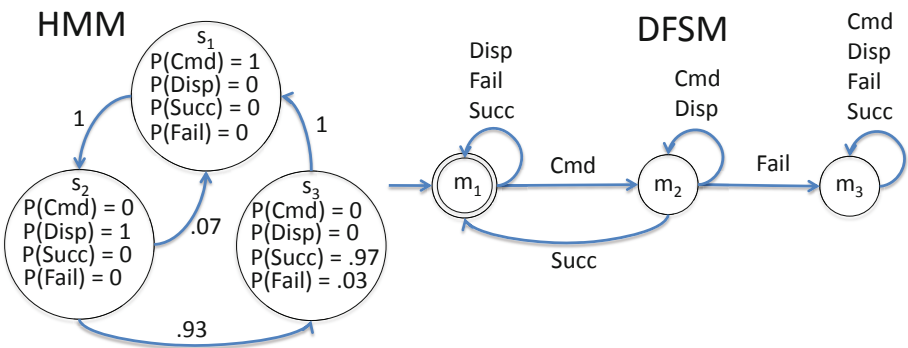 HMM
s1
P(Cmd) = 1
P(Disp) = 0
P(Succ) = 0
P(Fail) = 0
1
1
s2
P(Cmd) = 0
P(Disp) = 1
P(Succ) = 0
P(Fail) = 0
.07
s3
P(Cmd) = 0
P(Disp) = 0
P(Succ) = .97
P(Fail) = .03
.93
DFSM
Disp
Fail
Succ
m1
Cmd
Cmd
Disp
m2
Fail
Succ
Cmd
Disp
Fail
Succ
m3